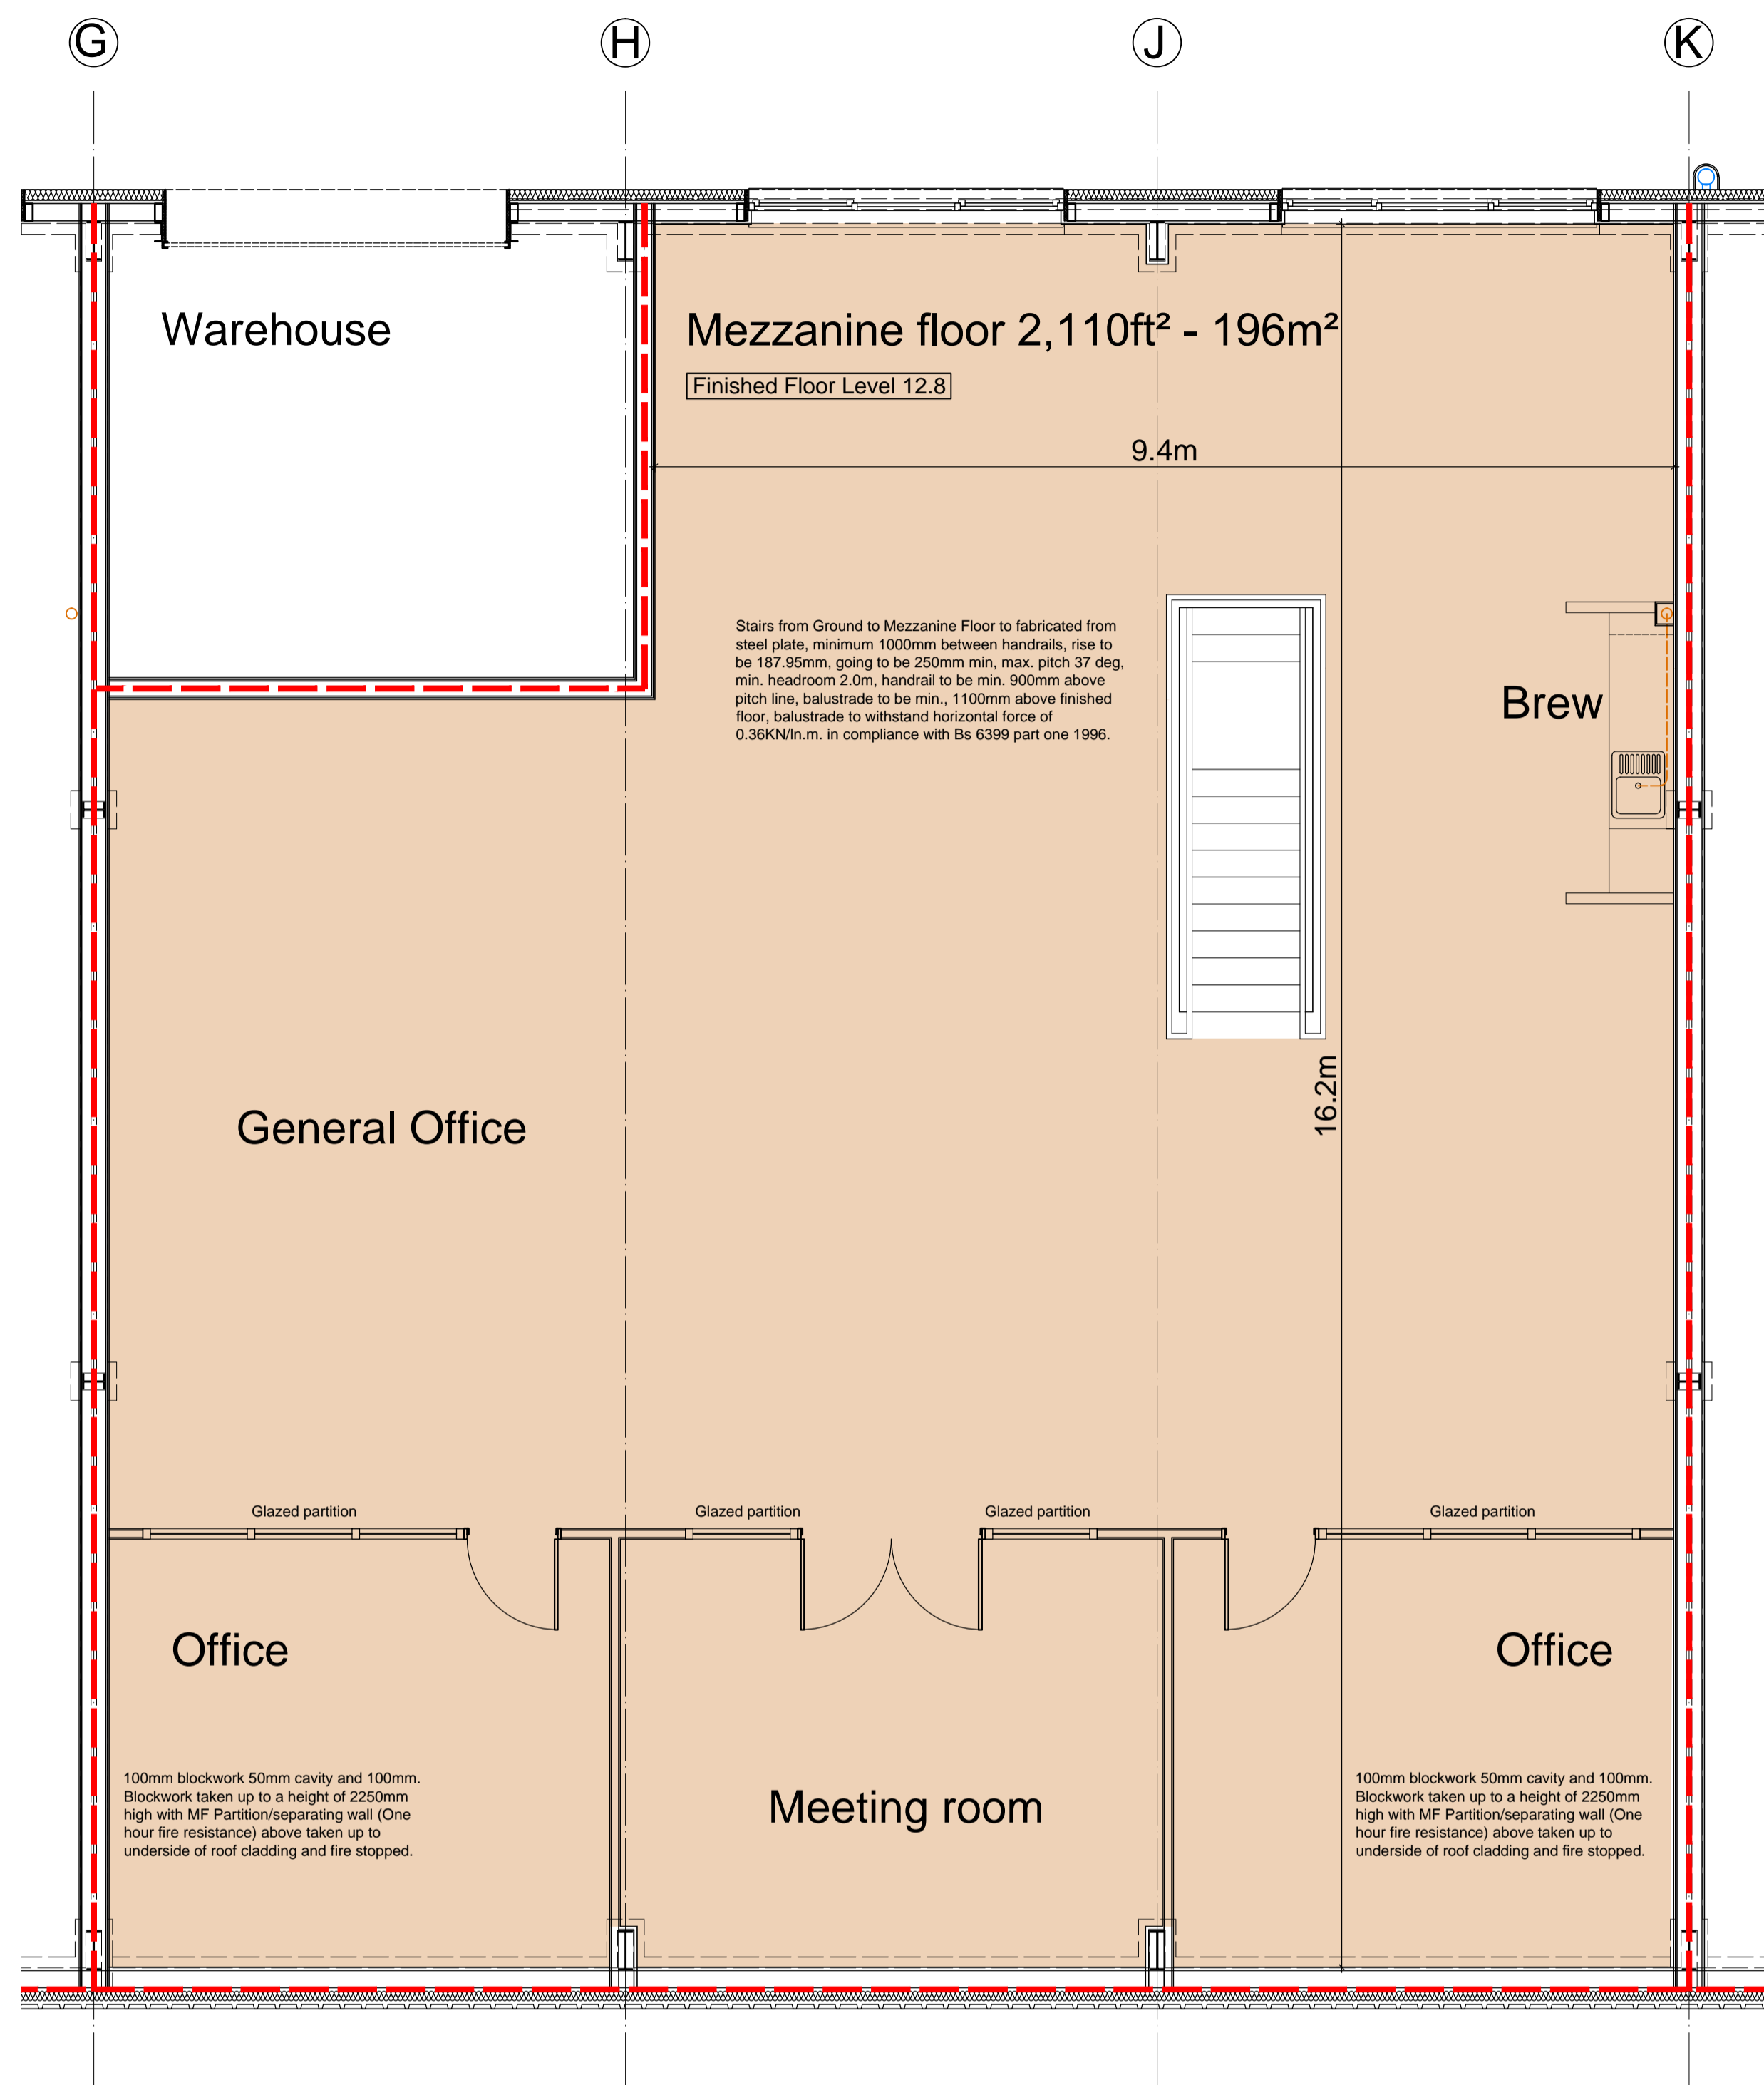 G H J K
Warehouse
Mezzanine floor 2,110ft² - 196m²
Finished Floor Level 12.8
9.4m
Stairs from Ground to Mezzanine Floor to fabricated from
steel plate, minimum 1000mm between handrails, rise to
be 187.95mm, going to be 250mm min, max. pitch 37 deg,
min. headroom 2.0m, handrail to be min. 900mm above
pitch line, balustrade to be min., 1100mm above finished
floor, balustrade to withstand horizontal force of
0.36KN/ln.m. in compliance with Bs 6399 part one 1996.
Brew
16.2m
General Office
Glazed partition
Glazed partition
Glazed partition
Glazed partition
Office
Office
Meeting room
100mm blockwork 50mm cavity and 100mm.
Blockwork taken up to a height of 2250mm
high with MF Partition/separating wall (One
hour fire resistance) above taken up to
underside of roof cladding and fire stopped.
100mm blockwork 50mm cavity and 100mm.
Blockwork taken up to a height of 2250mm
high with MF Partition/separating wall (One
hour fire resistance) above taken up to
underside of roof cladding and fire stopped.